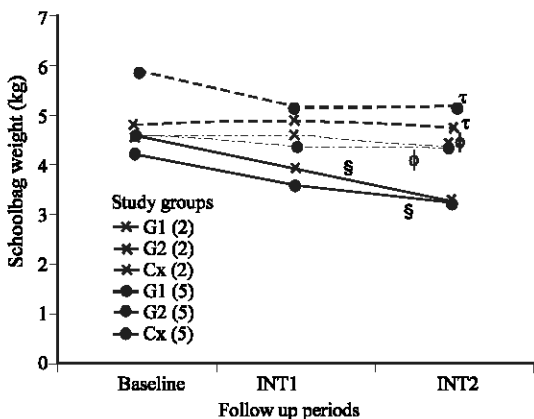 Schoolbag weight (kg)
7
6
5
4
3
2
1
0
τ
τ
ϕ
§
ϕ
§
Study groups
G1 (2)
G2 (2)
Cx (2)
G1 (5)
G2 (5)
Cx (5)
Baseline INT1 INT2
Follow up periods